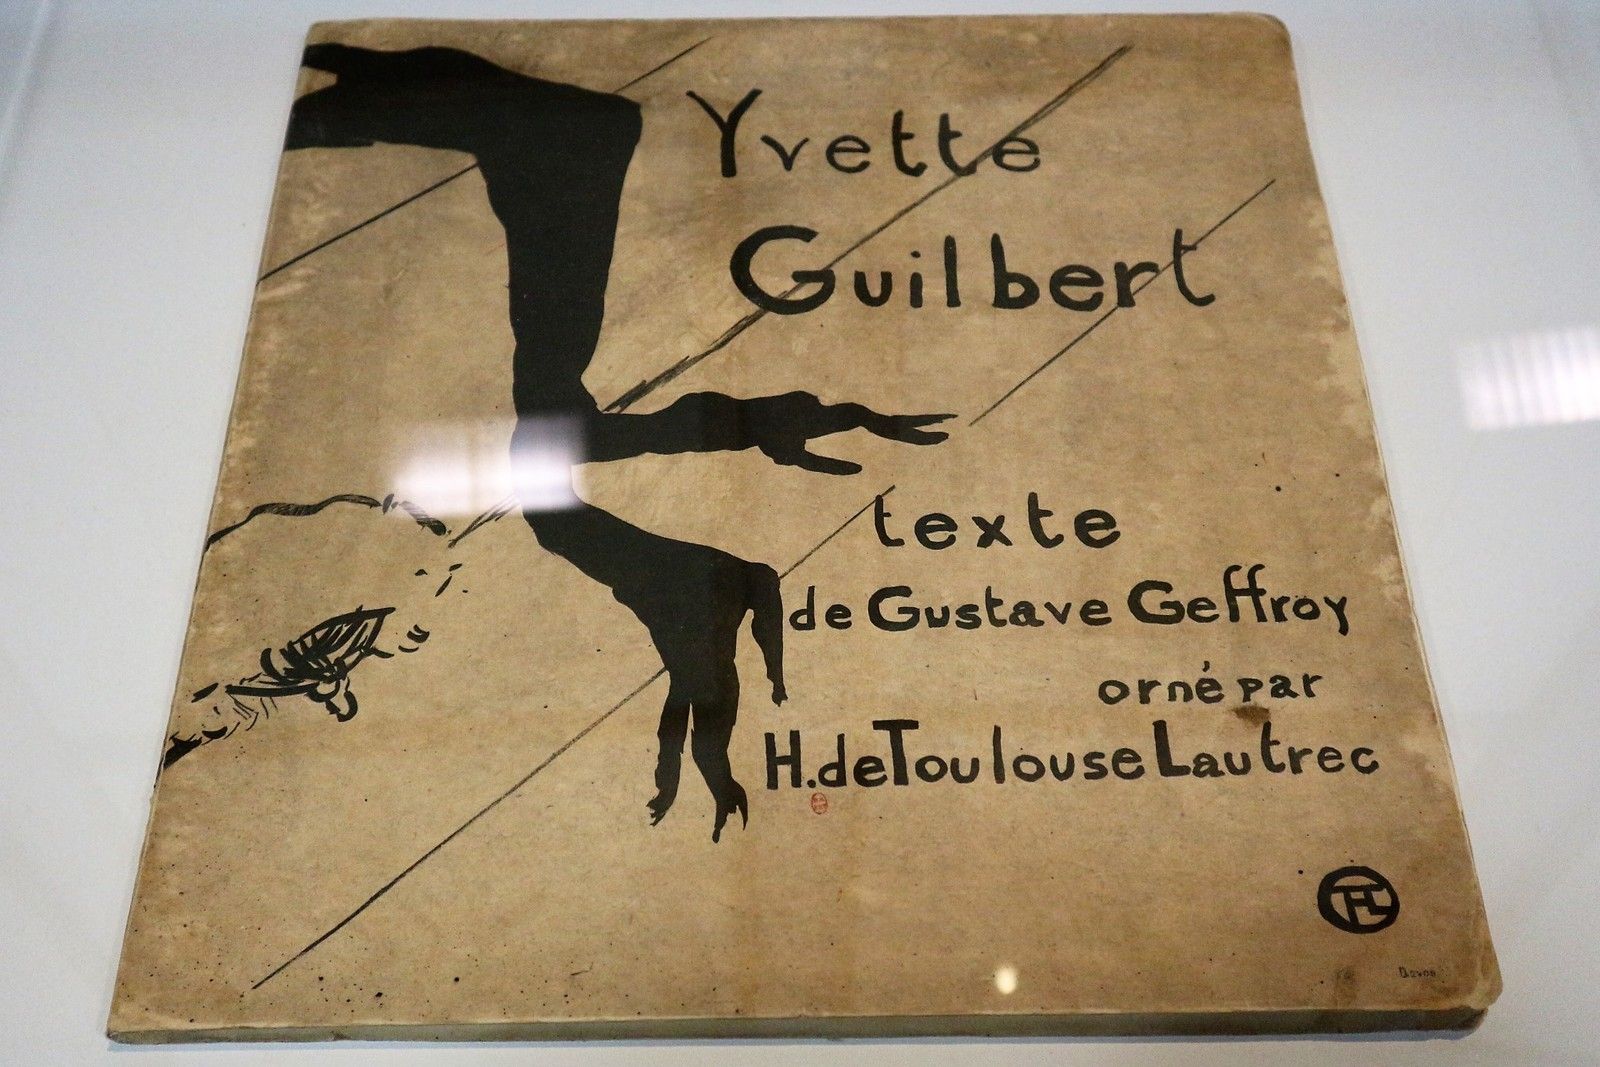 Yvette
Guilbert
texte
de Gustave Geffroy
orné par
H. de Toulouse Lautrec